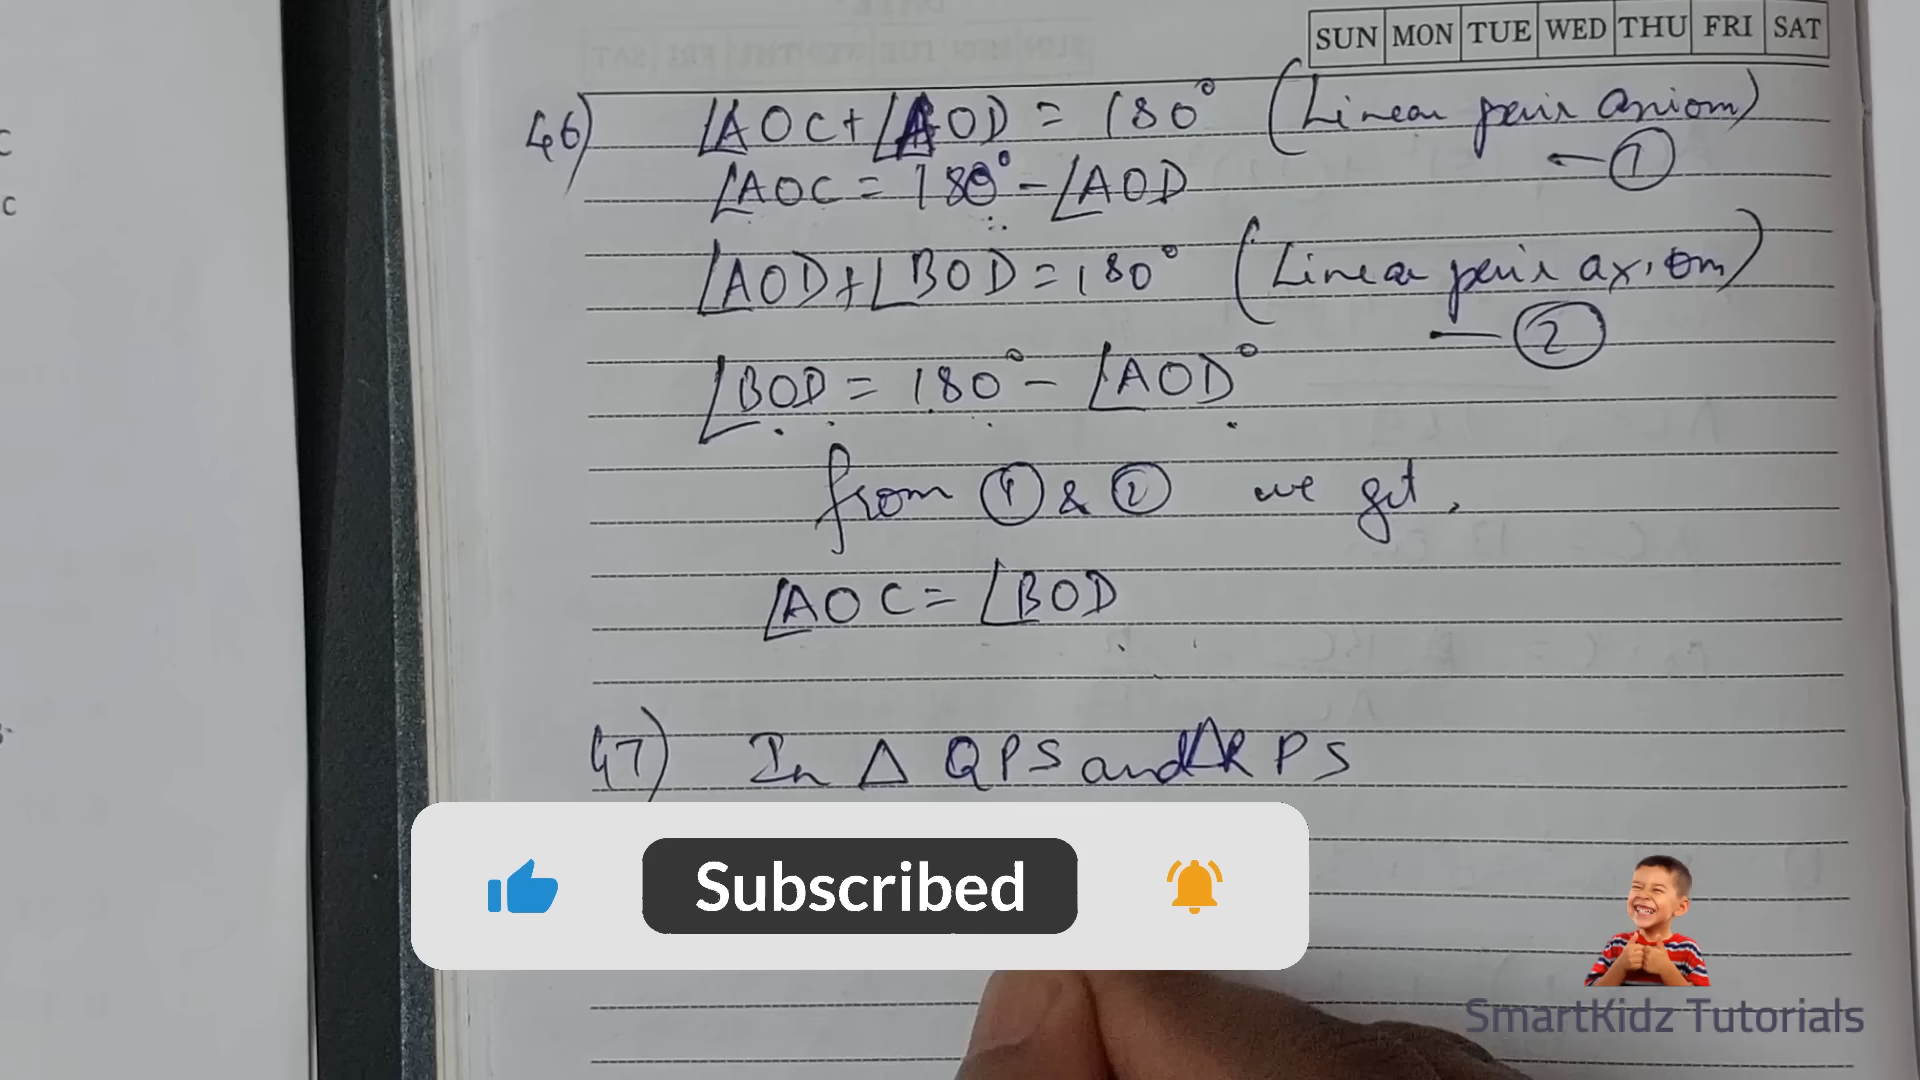 SUN MON TUE WED THU FRI SAT
46) ∠AOC+∠AOD = 180° (Linear pair axiom)
— ①
∠AOC = 180° - ∠AOD
∠AOD+∠BOD = 180° (Linear pair axiom)
— ②
∠BOD = 180° - ∠AOD°
from ① & ② we get,
∠AOC = ∠BOD
47) In △ QPS and △RPS
Subscribed
SmartKidz Tutorials